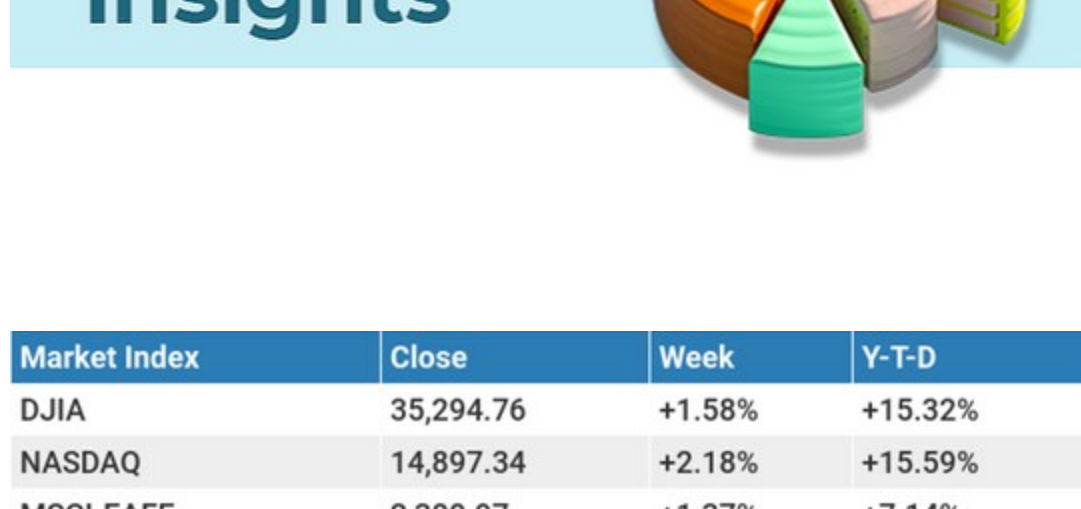 Insights
Market Index Close Week Y-T-D
DJIA 35,294.76 +1.58% +15.32%
NASDAQ 14,897.34 +2.18% +15.59%